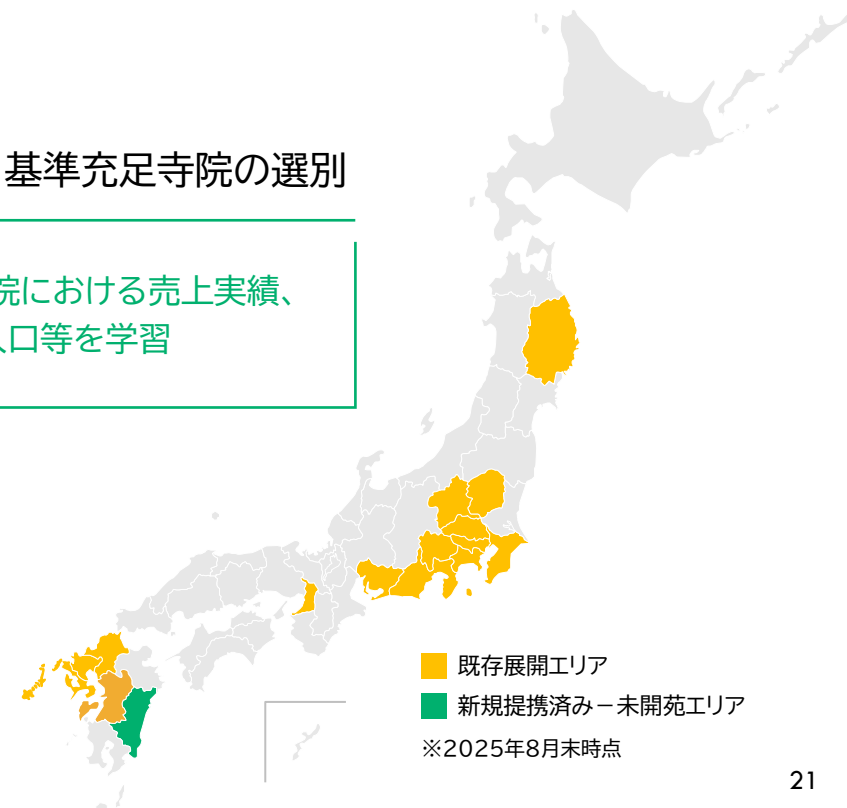 基準充足寺院の選別
院における売上実績、
人口等を学習
既存展開エリア
新規提携済み－未開苑エリア
※2025年8月末時点
21